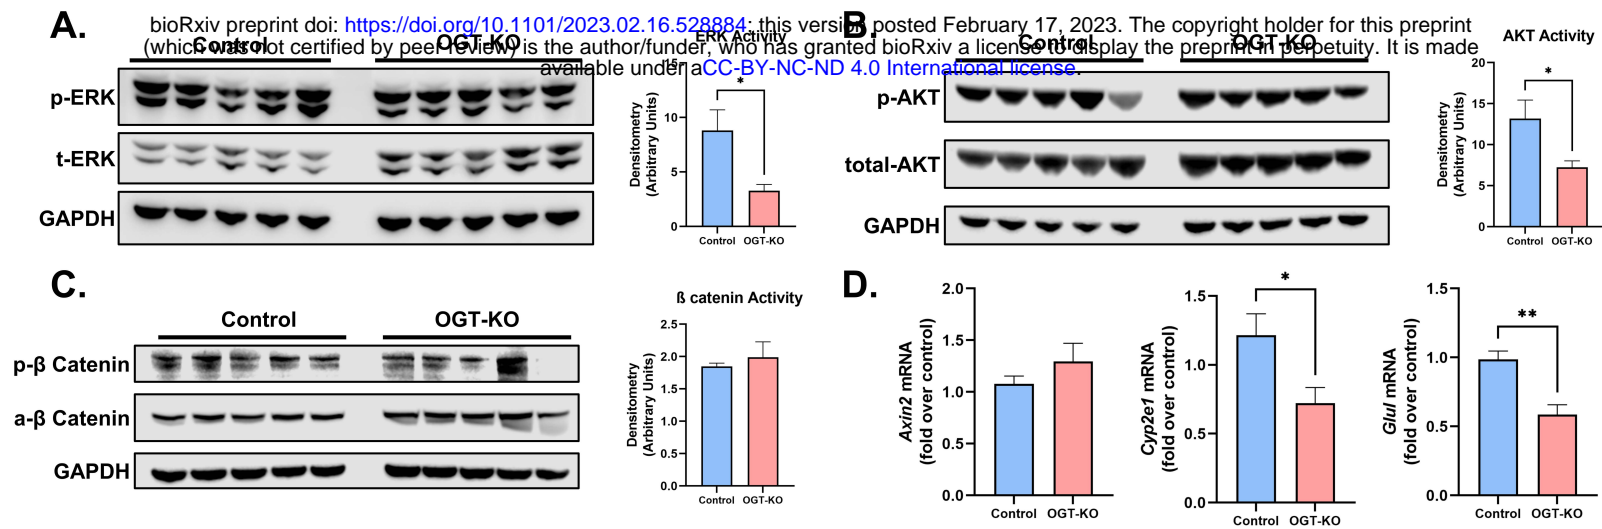 bioRxiv preprint doi: https://doi.org/10.1101/2023.02.16.528884; this version posted February 17, 2023. The copyright holder for this preprint
(which was not certified by peer review) is the author/funder, who has granted bioRxiv a license to display the preprint in perpetuity. It is made
available under aCC-BY-NC-ND 4.0 International license.
A.
Control OGT-KO
p-ERK
t-ERK
GAPDH
ERK Activity
Densitometry
(Arbitrary Units)
15
10
5
0
*
Control OGT-KO
B.
Control OGT-KO
p-AKT
total-AKT
GAPDH
AKT Activity
Densitometry
(Arbitrary Units)
20
15
10
5
0
*
Control OGT-KO
C.
Control OGT-KO
p-β Catenin
a-β Catenin
GAPDH
ß catenin Activity
Densitometry
(Arbitrary Units)
2.5
2.0
1.5
1.0
0.5
0.0
Control OGT-KO
D.
Axin2 mRNA
(fold over control)
2.0
1.5
1.0
0.5
0.0
Control OGT-KO
Cyp2e1 mRNA
(fold over control)
1.5
1.0
0.5
0.0
*
Control OGT-KO
Glul mRNA
(fold over control)
1.5
1.0
0.5
0.0
**
Control OGT-KO